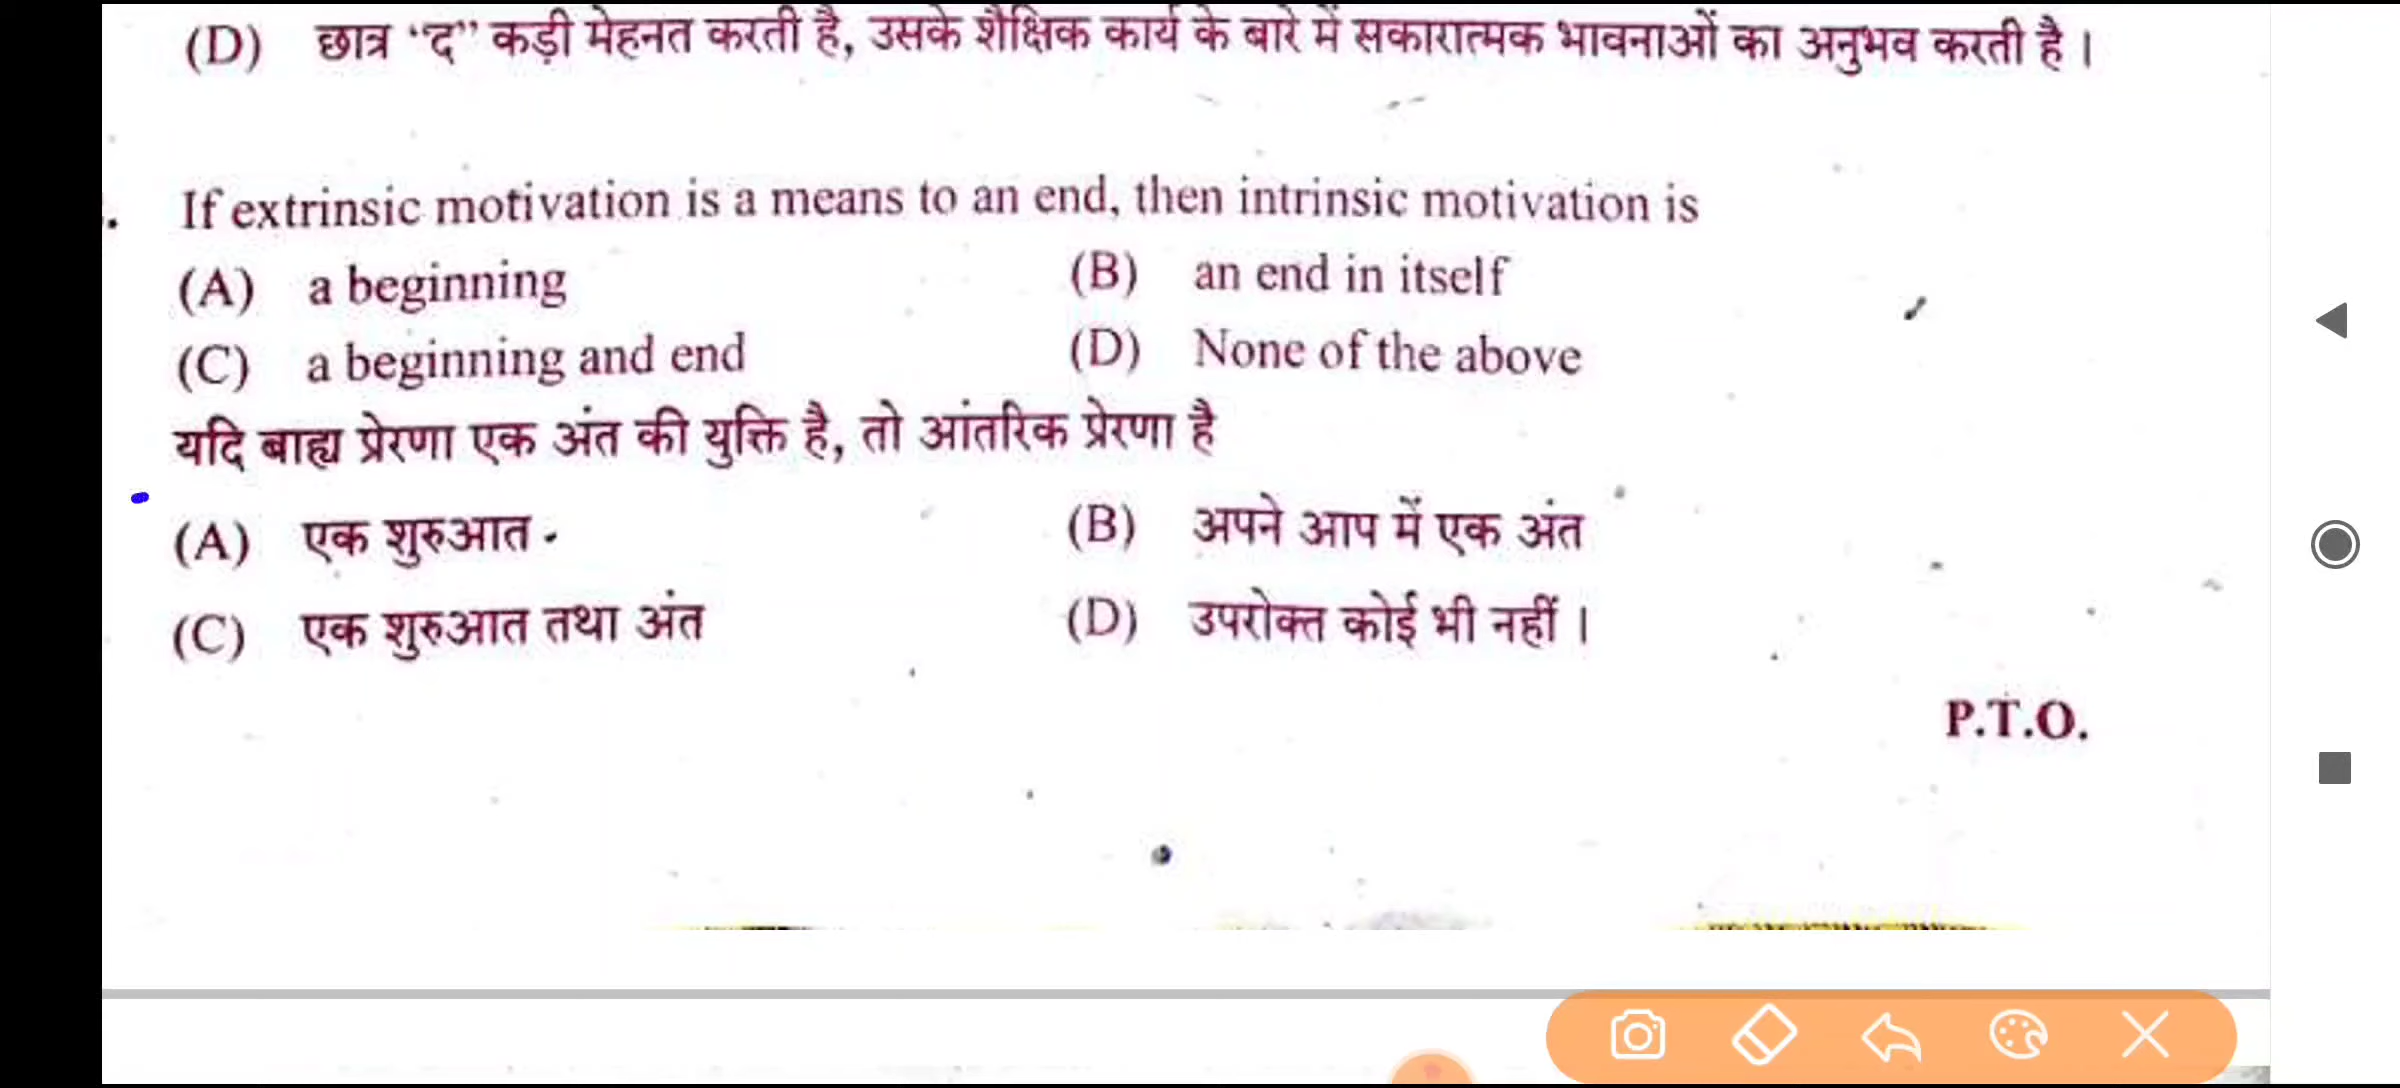 (D) छात्र “द” कड़ी मेहनत करती है, उसके शैक्षिक कार्य के बारे में सकारात्मक भावनाओं का अनुभव करती है ।
. If extrinsic motivation is a means to an end, then intrinsic motivation is
(A) a beginning (B) an end in itself
(C) a beginning and end (D) None of the above
यदि बाह्य प्रेरणा एक अंत की युक्ति है, तो आंतरिक प्रेरणा है
(A) एक शुरुआत (B) अपने आप में एक अंत
(C) एक शुरुआत तथा अंत (D) उपरोक्त कोई भी नहीं ।
P.T.O.